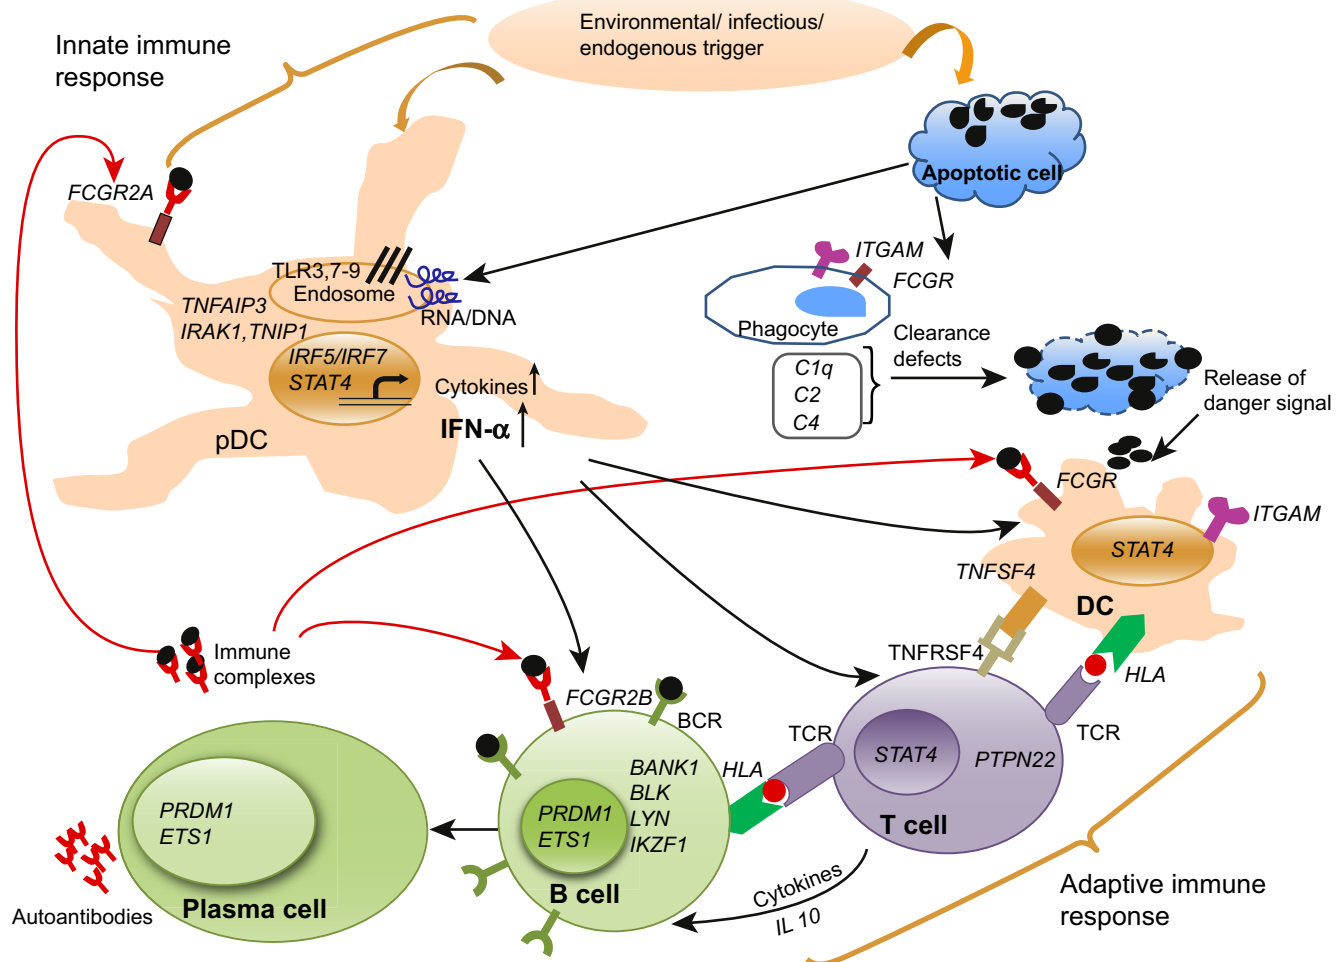 Environmental/ infectious/
endogenous trigger
Innate immune
response
FCGR2A
Apoptotic cell
TLR3,7-9
Endosome
RNA/DNA
TNFAIP3
IRAK1,TNIP1
IRF5/IRF7
STAT4
Cytokines
IFN-α
pDC
ITGAM
FCGR
Phagocyte
C1q
C2
C4
Clearance
defects
Release of
danger signal
FCGR
ITGAM
STAT4
TNFSF4
DC
TNFRSF4
HLA
TCR
Immune
complexes
FCGR2B
BCR
TCR
HLA
STAT4
PTPN22
T cell
BANK1
BLK
LYN
IKZF1
PRDM1
ETS1
B cell
PRDM1
ETS1
Plasma cell
Autoantibodies
Cytokines
IL 10
Adaptive immune
response